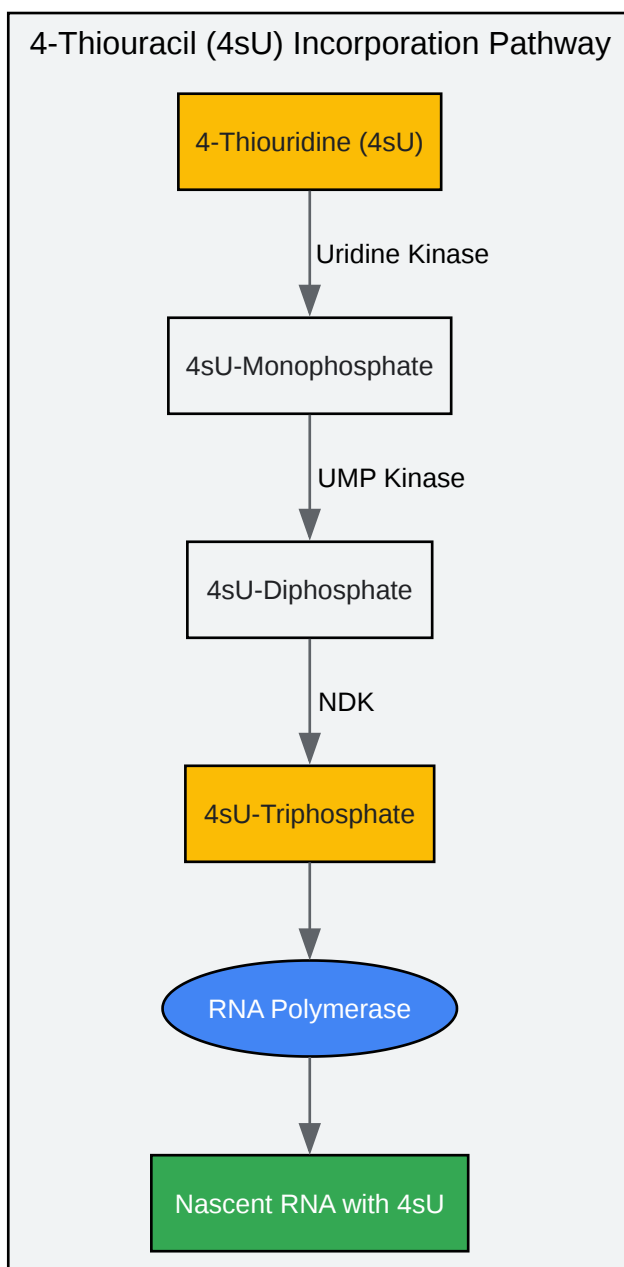 4-Thiouracil (4sU) Incorporation Pathway
4-Thiouridine (4sU)
Uridine Kinase
4sU-Monophosphate
UMP Kinase
4sU-Diphosphate
NDK
4sU-Triphosphate
RNA Polymerase
Nascent RNA with 4sU